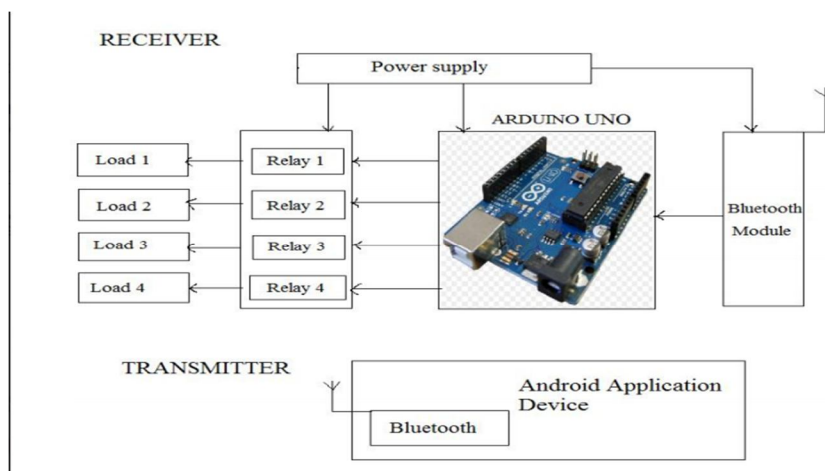 RECEIVER
Power supply
ARDUINO UNO
Load 1
Relay 1
Load 2
Relay 2
Load 3
Relay 3
Load 4
Relay 4
Bluetooth
Module
TRANSMITTER
Android Application
Device
Bluetooth